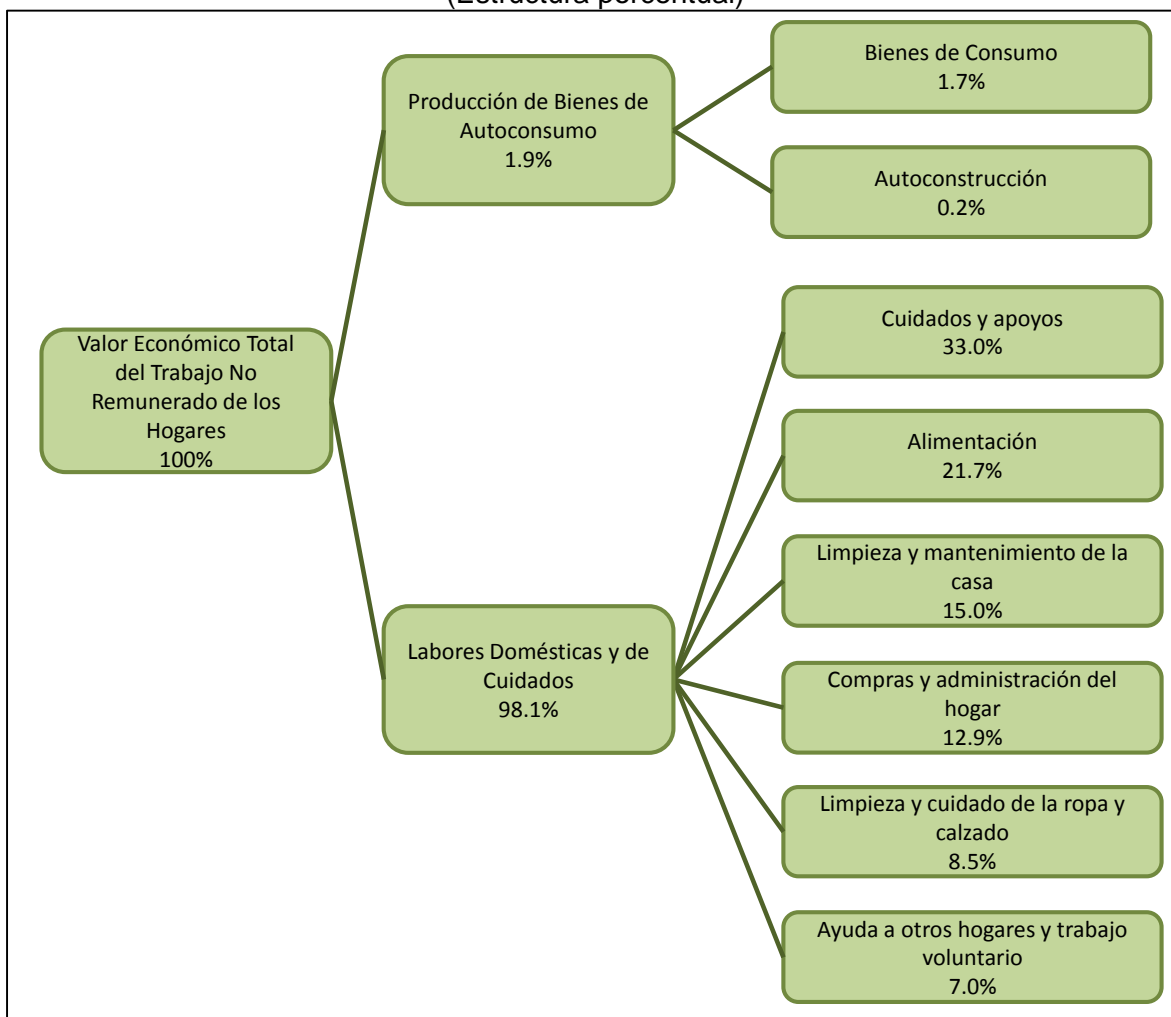 (Estructura porcentual)
Bienes de Consumo
1.7%
Producción de Bienes de
Autoconsumo
1.9%
Autoconstrucción
0.2%
Valor Económico Total
del Trabajo No
Remunerado de los
Hogares
100%
Cuidados y apoyos
33.0%
Alimentación
21.7%
Limpieza y mantenimiento de la
casa
15.0%
Labores Domésticas y de
Cuidados
98.1%
Compras y administración del
hogar
12.9%
Limpieza y cuidado de la ropa y
calzado
8.5%
Ayuda a otros hogares y trabajo
voluntario
7.0%